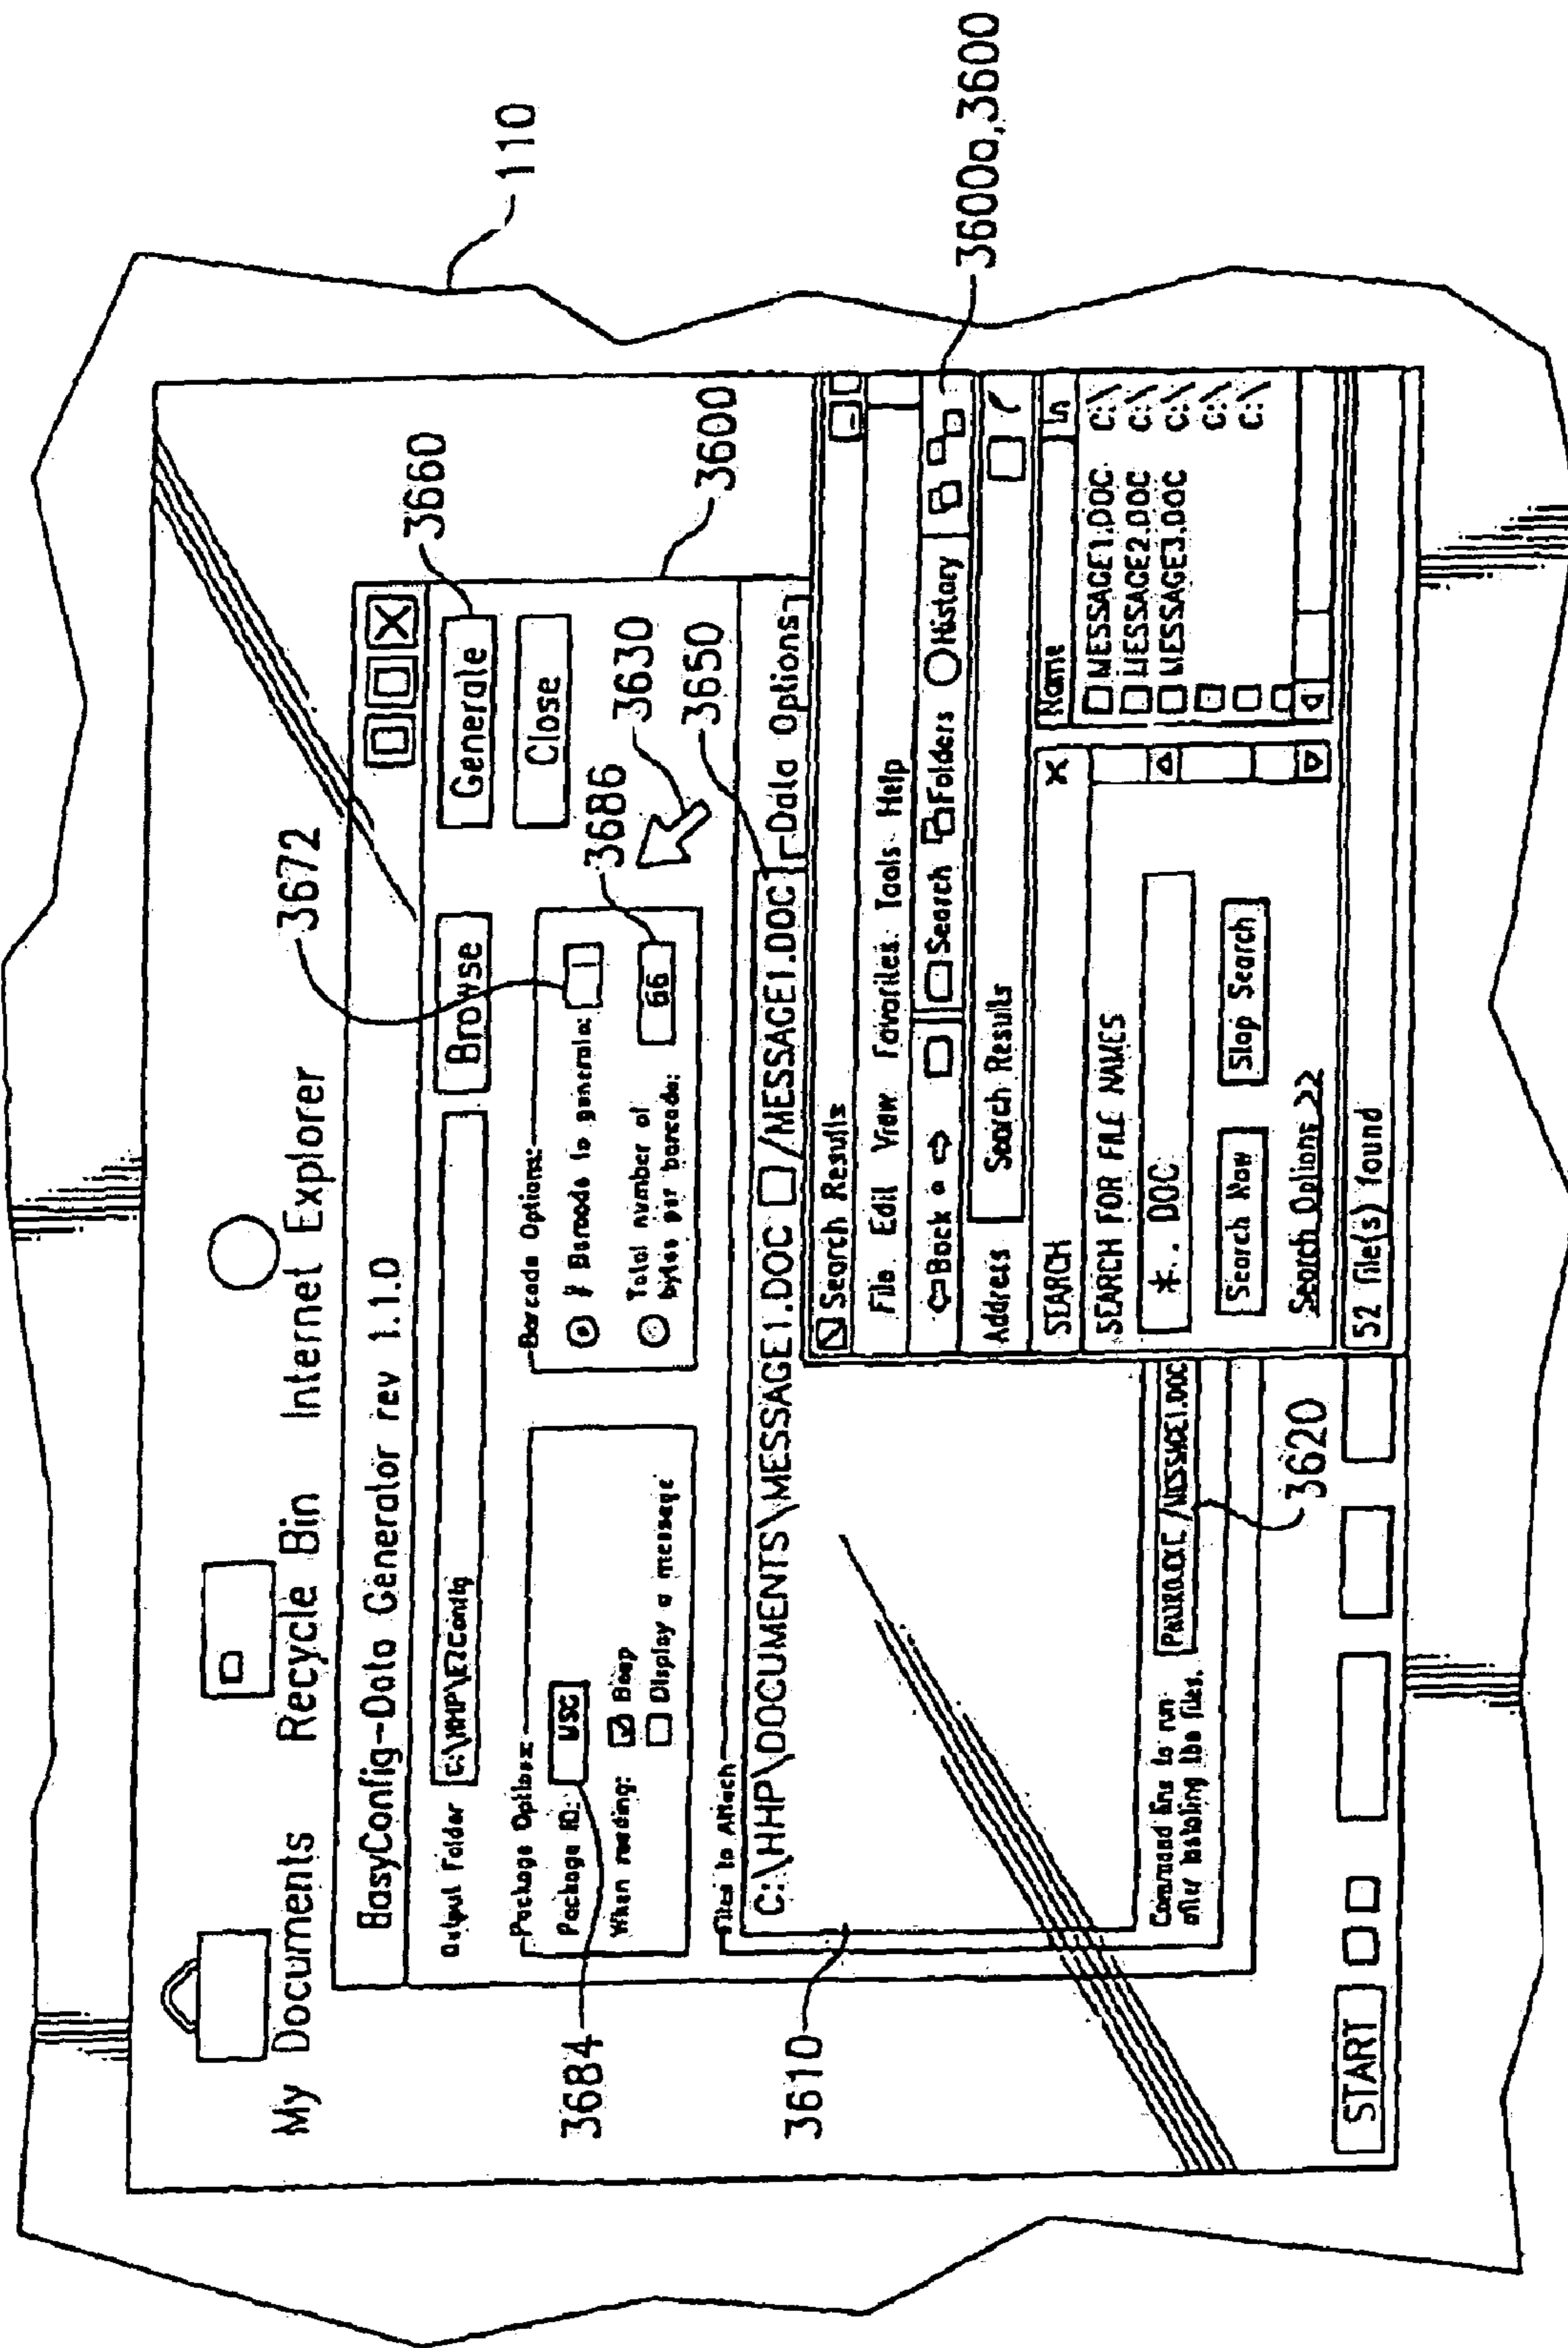 110
My Documents Recycle Bin Internet Explorer
3672
3660
EasyConfig-Data Generator rev 1.1.0
Output Folder C:\HHP\EZConfig Browse Generate
Close
3600
Package Options
Package ID: MSG
When reading: Beep
Display a message
Barcode Options:
# Barcode to generate:
Total number of
bytes per barcode: 66
3686
3630
3650
3684
Files to Attach
C:\HHP\DOCUMENTS\MESSAGE1.DOC /MESSAGE1.DOC
Data Options
3610
Search Results
File Edit View Favorites Tools Help
Back Search Folders History
3600a,3600
Address Search Results
SEARCH X
SEARCH FOR FILE NAMES
*.. DOC
Search Now Stop Search
Search Options >>
52 file(s) found
Name
MESSAGE1.DOC C:\
MESSAGE2.DOC C:\
MESSAGE3.DOC C:\
C:\
C:\
Command line to run
after installing the files.
/MESSAGE1.DOC
3620
START